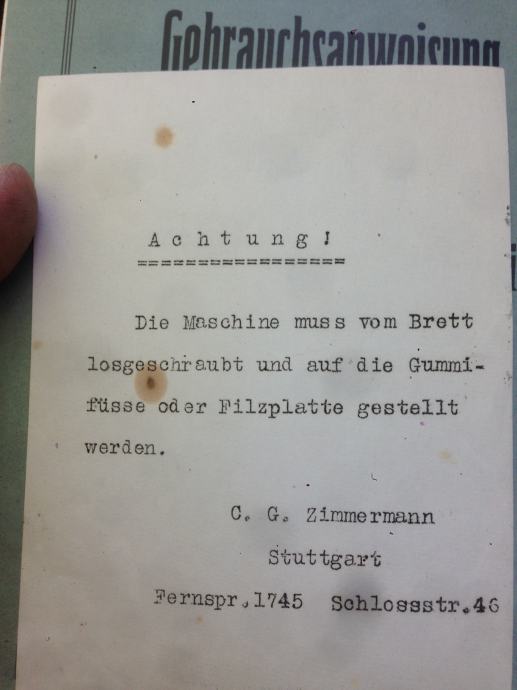 Gebrauchsanweisung
Achtung!
=================
Die Maschine muss vom Brett
losgeschraubt und auf die Gummi-
füsse oder Filzplatte gestellt
werden.
C. G. Zimmermann
Stuttgart
Fernspr.1745 Schlossstr.46